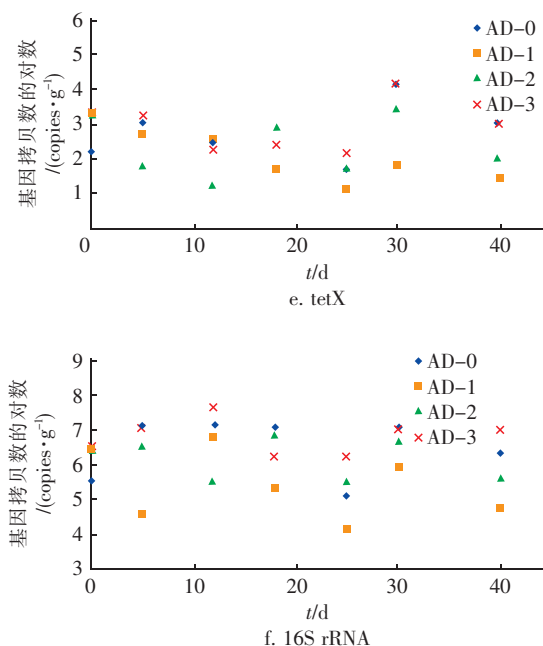 基因拷贝数的对数
/(copies·g⁻¹)
6
5
4
3
2
1
0 10 20 30 40
AD-0
AD-1
AD-2
AD-3
t/d
e. tetX
基因拷贝数的对数
/(copies·g⁻¹)
9
8
7
6
5
4
3
0 10 20 30 40
AD-0
AD-1
AD-2
AD-3
t/d
f. 16S rRNA